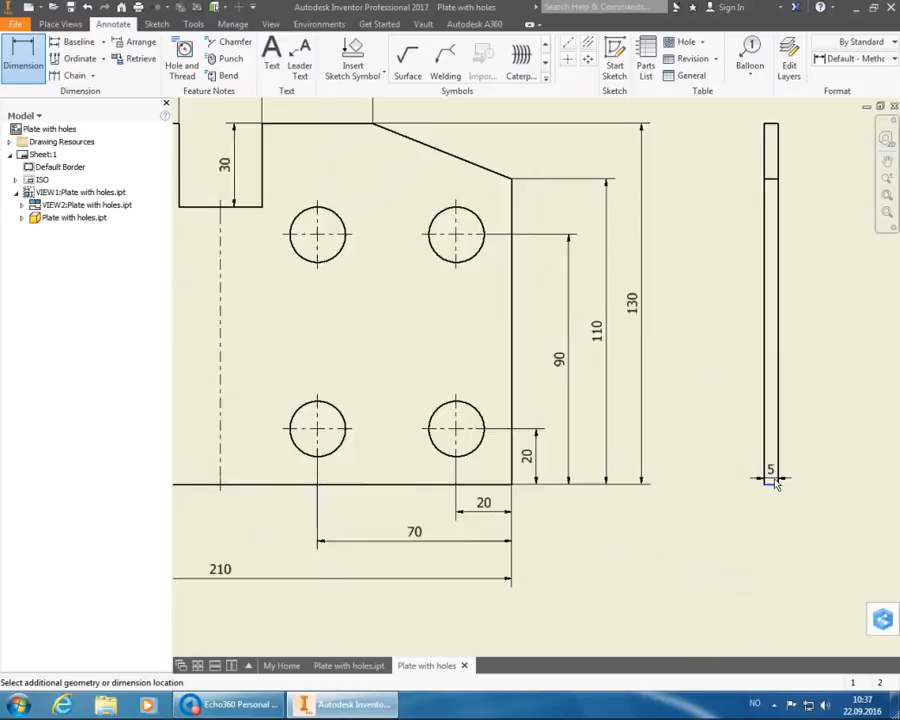 Autodesk Inventor Professional 2017   Plate with holes
Search Help & Commands...
Sign In
File Place Views Annotate Sketch Tools Manage View Environments Get Started Vault Autodesk A360
Dimension
Baseline
Ordinate
Chain
Arrange
Retrieve
Dimension
Hole and Thread
Chamfer
Punch
Bend
Feature Notes
Text
Leader Text
Text
Insert Sketch Symbol
Surface
Welding
Impor...
Caterp...
Symbols
Start Sketch
Sketch
Parts List
Hole
Revision
General
Table
Balloon
Edit Layers
By Standard
Default - Metho
Format
Model
Plate with holes
Drawing Resources
Sheet:1
Default Border
ISO
VIEW1:Plate with holes.ipt
VIEW2:Plate with holes.ipt
Plate with holes.ipt
30
130
110
90
20
5
20
70
210
My Home
Plate with holes.ipt
Plate with holes
Select additional geometry or dimension location
1 2
Echo360 Personal ...
Autodesk Invento...
NO
10:37
22.09.2016